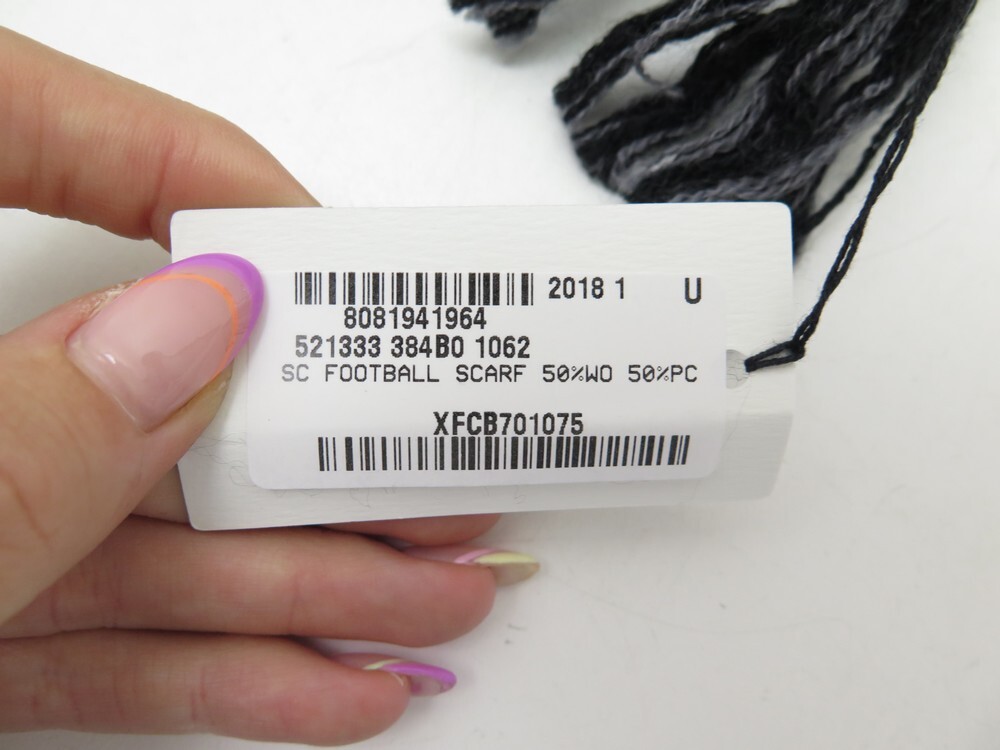 2018 1 U
8081941964
521333 384B0 1062
SC FOOTBALL SCARF 50%WO 50%PC
XFCB701075